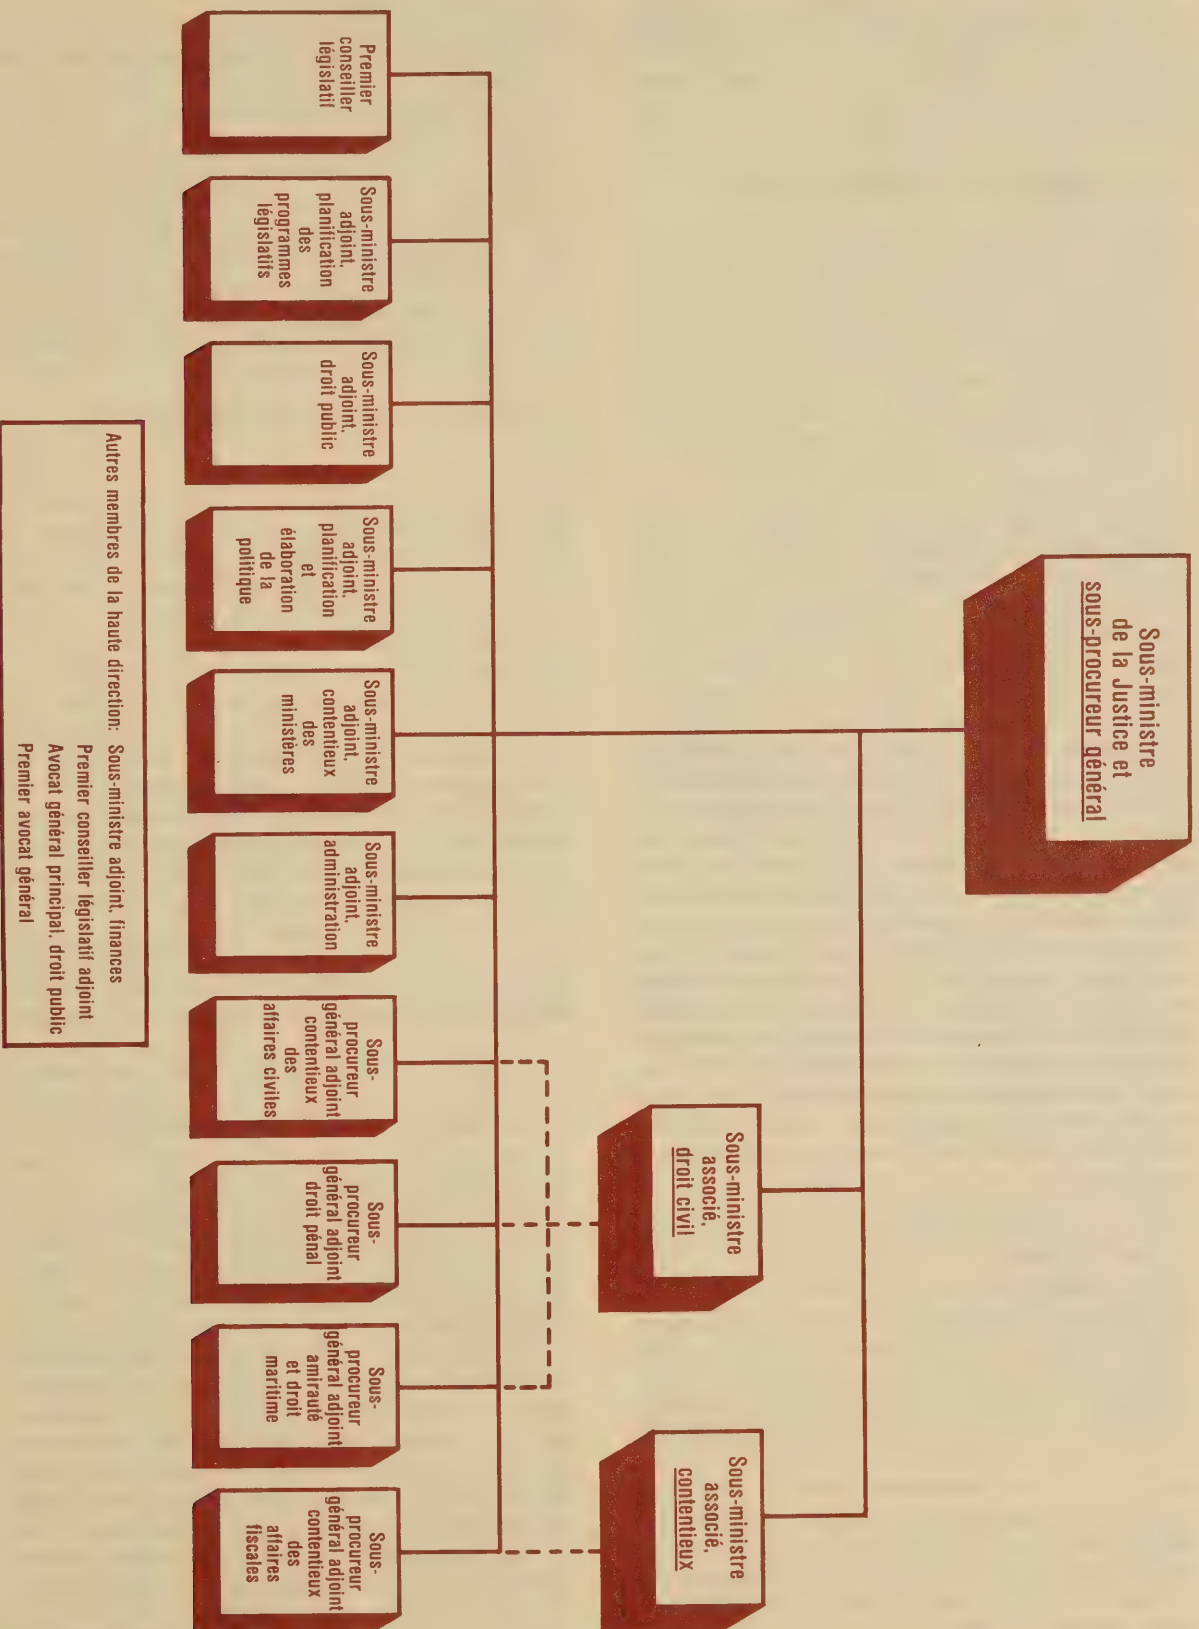 Sous-ministre
de la Justice et
sous-procureur général
Sous-ministre
associé,
droit civil
Sous-ministre
associé,
contentieux
Premier
conseiller
législatif
Sous-ministre
adjoint,
planification
des
programmes
législatifs
Sous-ministre
adjoint,
droit public
Sous-ministre
adjoint,
planification
et
élaboration
de la
politique
Sous-ministre
adjoint,
contentieux
des
ministères
Sous-ministre
adjoint,
administration
Sous-
procureur
général adjoint
contentieux
des
affaires civiles
Sous-
procureur
général adjoint
droit pénal
Sous-
procureur
général adjoint
amirauté
et droit
maritime
Sous-
procureur
général adjoint
contentieux
des
affaires
fiscales
Autres membres de la haute direction: Sous-ministre adjoint, finances
Premier conseiller législatif adjoint
Avocat général principal, droit public
Premier avocat général